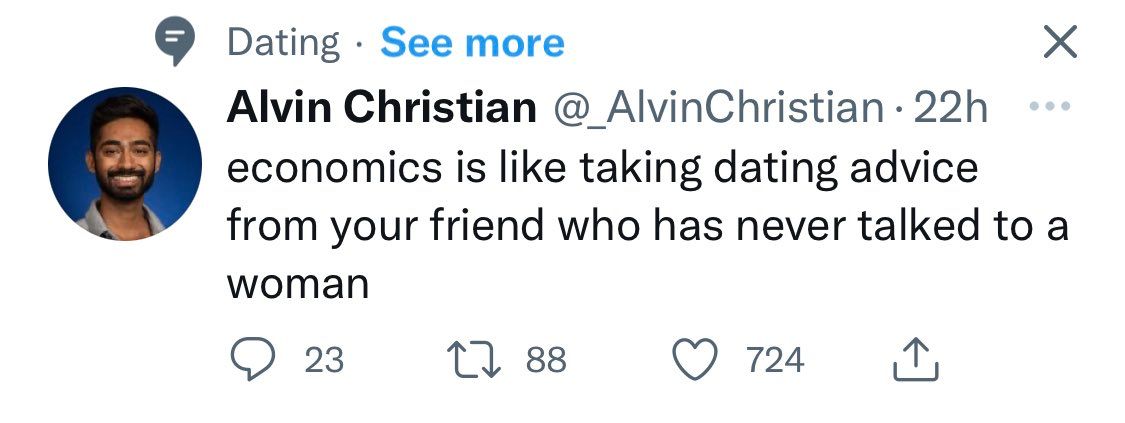 Dating · See more
Alvin Christian @_AlvinChristian · 22h
economics is like taking dating advice
from your friend who has never talked to a
woman
23 88 724